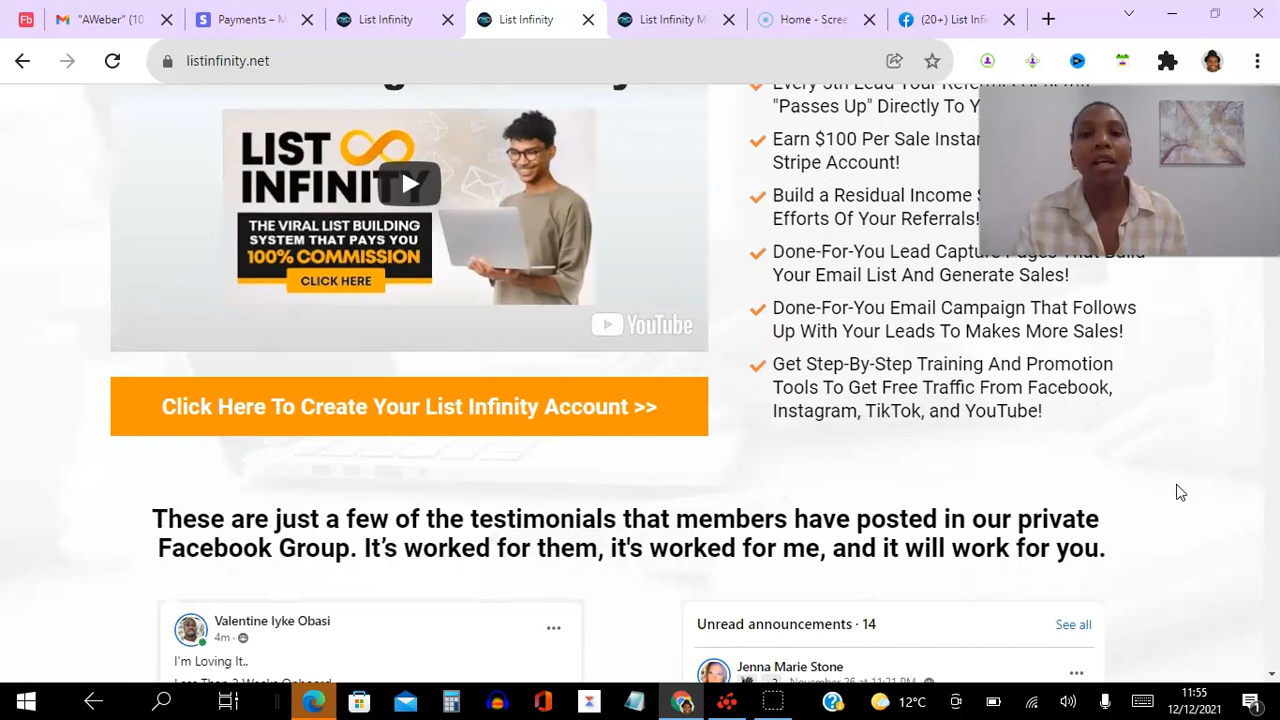 "AWeber" (10
Payments – M
List Infinity
List Infinity
List Infinity M
Home - Scree
(20+) List Infi
listinfinity.net
"Passes Up" Directly To Y
Earn $100 Per Sale Instan
Stripe Account!
Build a Residual Income S
Efforts Of Your Referrals!
Done-For-You Lead Capture Pages That Build
Your Email List And Generate Sales!
Done-For-You Email Campaign That Follows
Up With Your Leads To Makes More Sales!
Get Step-By-Step Training And Promotion
Tools To Get Free Traffic From Facebook,
Instagram, TikTok, and YouTube!
LIST
INFINITY
THE VIRAL LIST BUILDING
SYSTEM THAT PAYS YOU
100% COMMISSION
CLICK HERE
YouTube
Click Here To Create Your List Infinity Account >>
These are just a few of the testimonials that members have posted in our private
Facebook Group. It's worked for them, it's worked for me, and it will work for you.
Valentine Iyke Obasi
4m ·
I'm Loving It..
Unread announcements · 14
See all
Jenna Marie Stone
12°C
11:55
12/12/2021